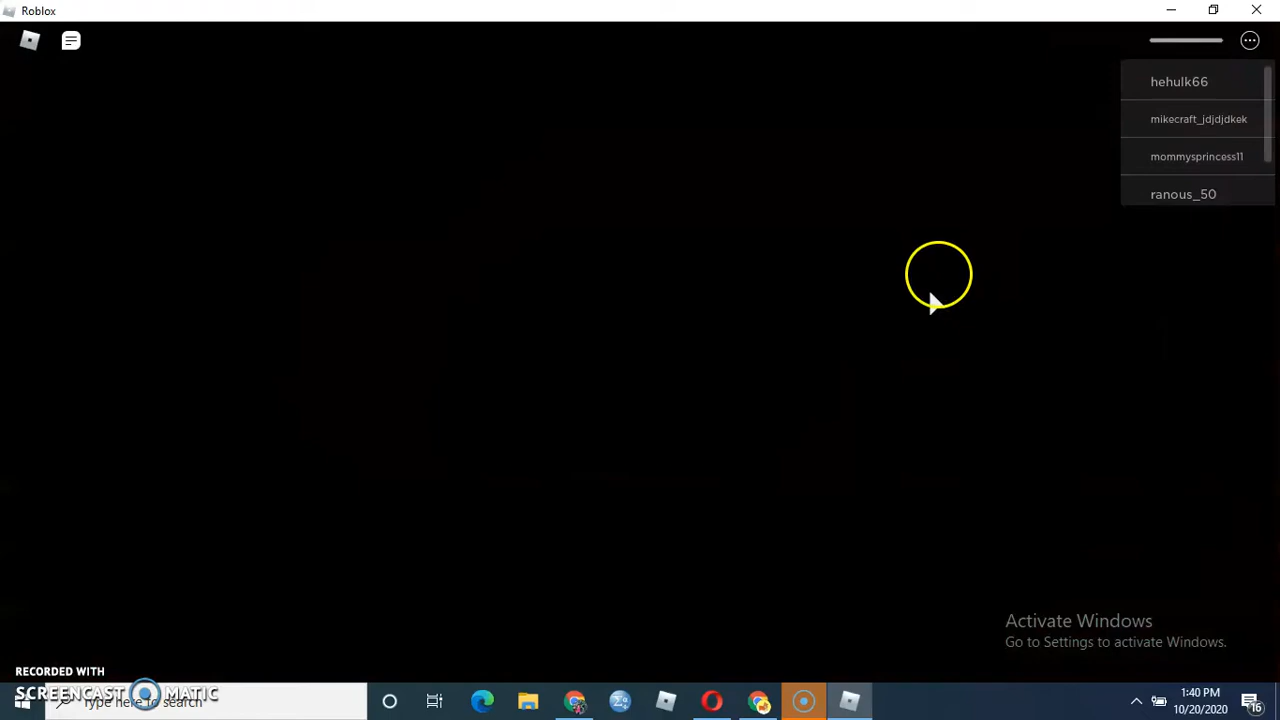 Roblox
hehulk66
mikecraft_jdjdjdkek
mommysprincess11
ranous_50
Activate Windows
Go to Settings to activate Windows.
RECORDED WITH
SCREENCAST MATIC
Type here to search
1:40 PM
10/20/2020
16